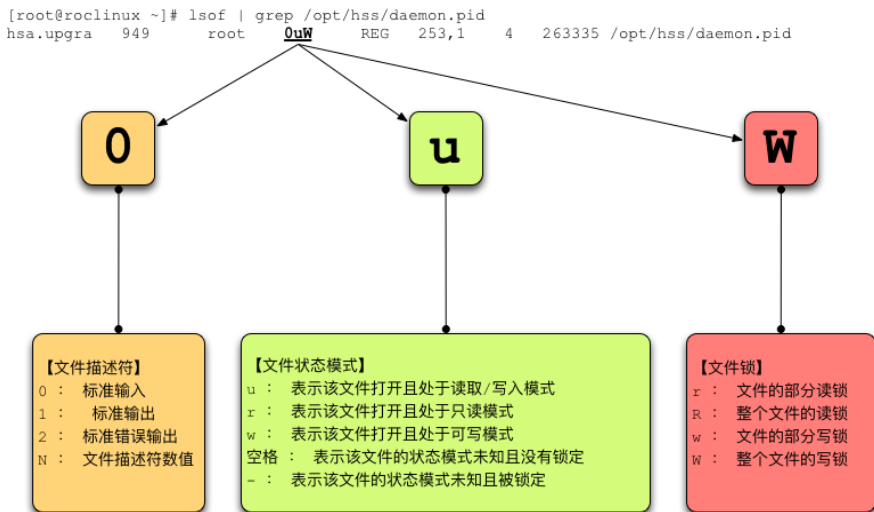 [root@roclinux ~]# lsof | grep /opt/hss/daemon.pid
hsa.upgra 949 root 0uW REG 253,1 4 263335 /opt/hss/daemon.pid
0 u W
【文件描述符】
0 : 标准输入
1 : 标准输出
2 : 标准错误输出
N : 文件描述符数值
【文件状态模式】
u : 表示该文件打开且处于读取/写入模式
r : 表示该文件打开且处于只读模式
w : 表示该文件打开且处于可写模式
空格 : 表示该文件的状态模式未知且没有锁定
- : 表示该文件的状态模式未知且被锁定
【文件锁】
r : 文件的部分读锁
R : 整个文件的读锁
w : 文件的部分写锁
W : 整个文件的写锁